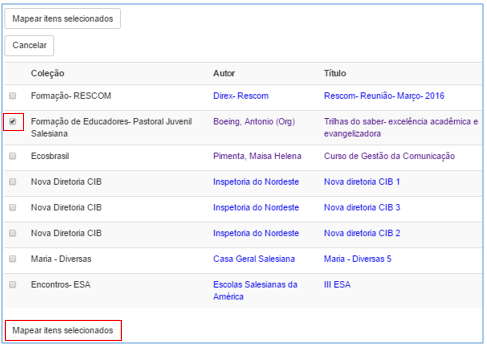 Mapear itens selecionados
Cancelar
Coleção Autor Título
Formação- RESCOM Direx- Rescom Rescom- Reunião- Março- 2016
Formação de Educadores- Pastoral Juvenil Boeing, Antonio (Org) Trilhas do saber- excelência acadêmica e
Salesiana evangelizadora
Ecosbrasil Pimenta, Maisa Helena Curso de Gestão da Comunicação
Nova Diretoria CIB Inspetoria do Nordeste Nova diretoria CIB 1
Nova Diretoria CIB Inspetoria do Nordeste Nova diretoria CIB 3
Nova Diretoria CIB Inspetoria do Nordeste Nova diretoria CIB 2
Maria - Diversas Casa Geral Salesiana Maria - Diversas 5
Encontros- ESA Escolas Salesianas da III ESA
América
Mapear itens selecionados